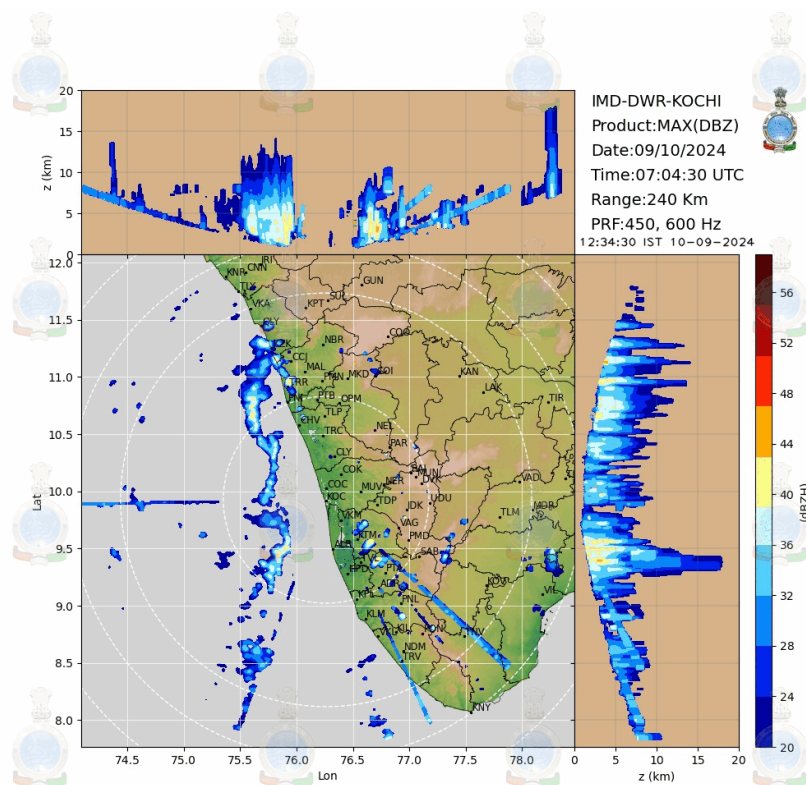 IMD-DWR-KOCHI
Product:MAX(DBZ)
Date:09/10/2024
Time:07:04:30 UTC
Range:240 Km
PRF:450, 600 Hz
12:34:30 IST 10-09-2024
20
15
10
5
0
z (km)
12.0
11.5
11.0
10.5
10.0
9.5
9.0
8.5
8.0
Lat
IRI
CNN
KNR
TLY
VKA
GUN
SUL
KPT
NBR
CCJ
MAL
MKD
COI
KAN
LAK
TIR
PTB
OPM
TLP
CHV
TRC
NEL
PAR
CLY
COK
COC
KOC
MUV
NER
TDP
MUN
DVK
UDU
IDK
VAD
MDR
TLM
VKM
VAG
KTM
PMD
ALB
SAB
PTA
ADR
KOV
VIL
PNL
KLM
NDM
TRV
KNY
74.5 75.0 75.5 76.0 76.5 77.0 77.5 78.0
Lon
0 5 10 15 20
z (km)
56
52
48
44
40
36
32
28
24
20
(dBZ)